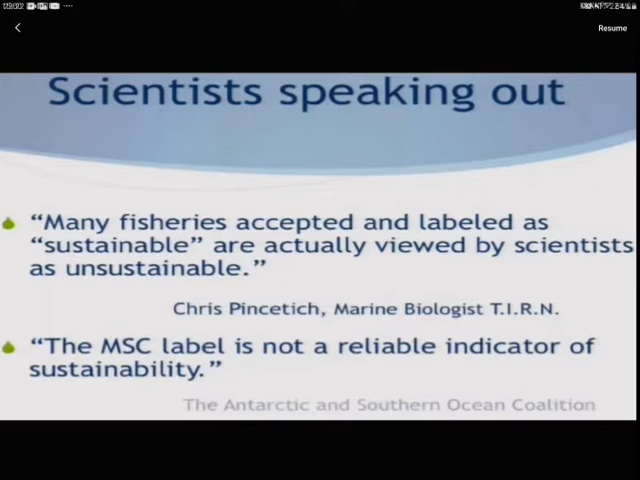 Resume
Scientists speaking out
“Many fisheries accepted and labeled as
“sustainable” are actually viewed by scientists
as unsustainable.”
Chris Pincetich, Marine Biologist T.I.R.N.
“The MSC label is not a reliable indicator of
sustainability.”
The Antarctic and Southern Ocean Coalition